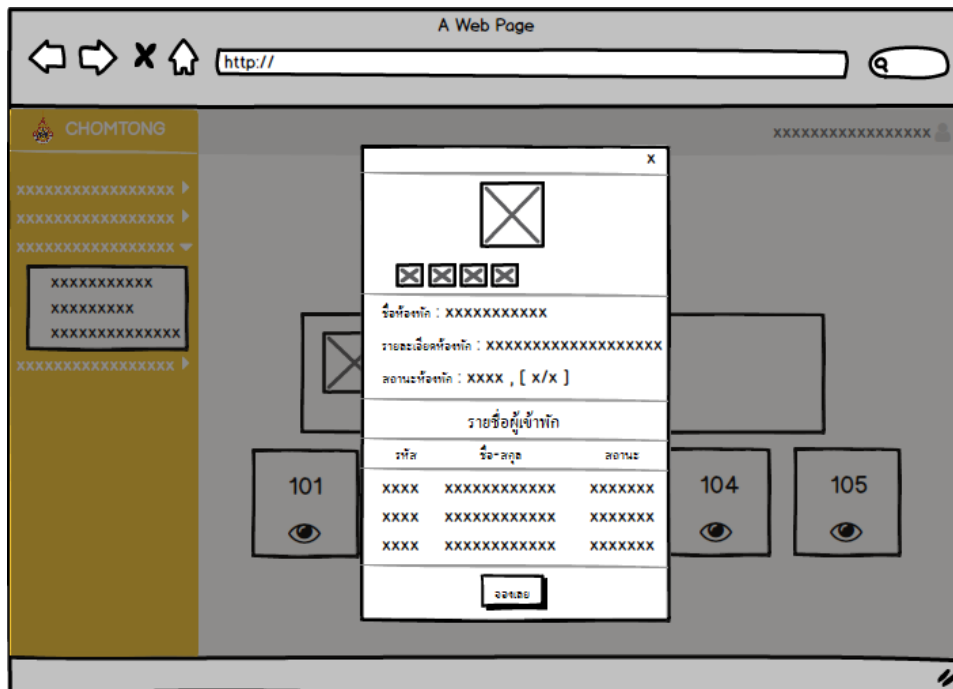 A Web Page
http://
CHOMTONG
xxxxxxxxxxxxxxxxx
xxxxxxxxxxxxxxxxx
xxxxxxxxxxxxxxxxx
xxxxxxxxxxxxxxxxx
xxxxxxxxxxx
xxxxxxxxx
xxxxxxxxxxxxxx
xxxxxxxxxxxxxxxxx
x
ชื่อห้องพัก : xxxxxxxxxxx
รายละเอียดห้องพัก : xxxxxxxxxxxxxxxxxxx
สถานะห้องพัก : xxxx , [ x/x ]
รายชื่อผู้เข้าพัก
รหัส ชื่อ-สกุล สถานะ
xxxx xxxxxxxxxxxx xxxxxxx
xxxx xxxxxxxxxxxx xxxxxxx
xxxx xxxxxxxxxxxx xxxxxxx
จองเลย
101
104
105